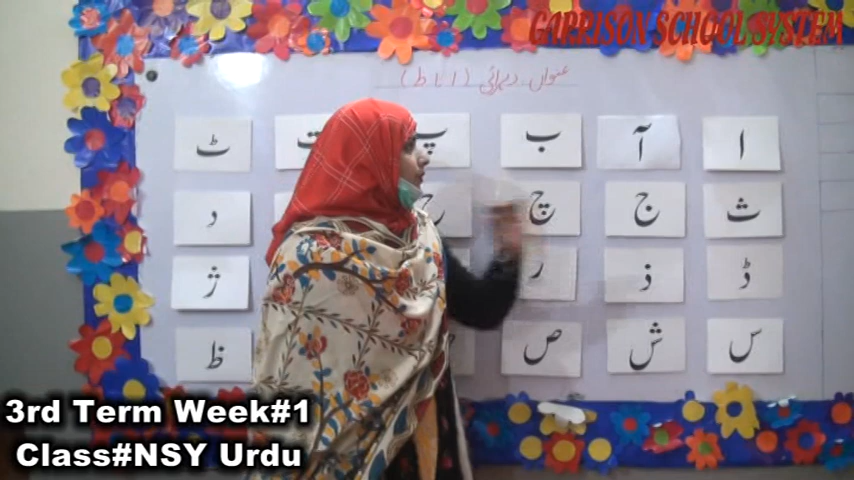 GARRISON SCHOOL SYSTEM
عنوان دہرائی (ا تا ظ)
ا آ ب پ ت ٹ
ث ج چ ح د
ڈ ذ ر ژ
س ش ص ظ
3rd Term Week#1
Class#NSY Urdu